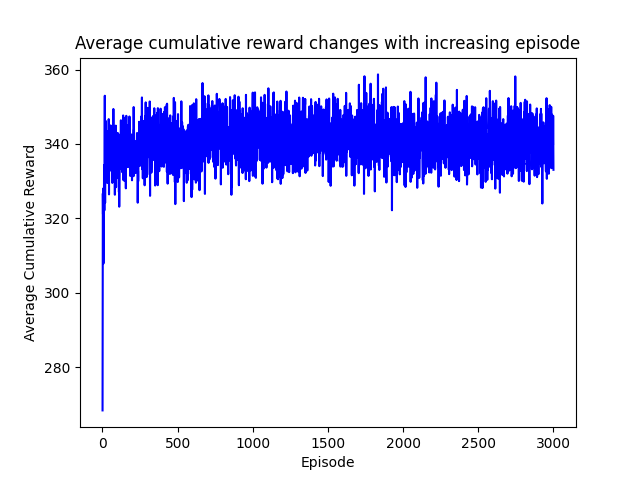 Average cumulative reward changes with increasing episode
360
340
320
300
280
Average Cumulative Reward
0 500 1000 1500 2000 2500 3000
Episode